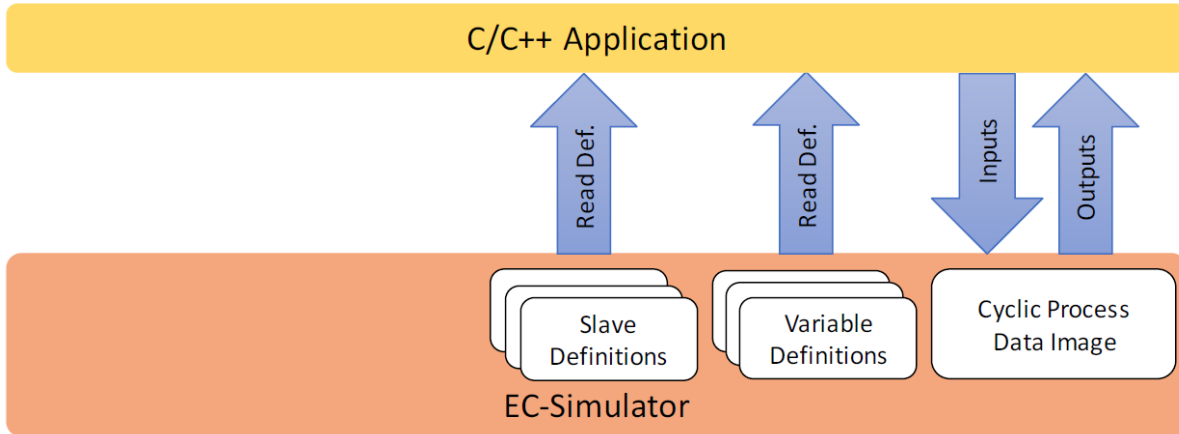 C/C++ Application
Read Def.
Read Def.
Inputs
Outputs
Slave
Definitions
Variable
Definitions
Cyclic Process
Data Image
EC-Simulator